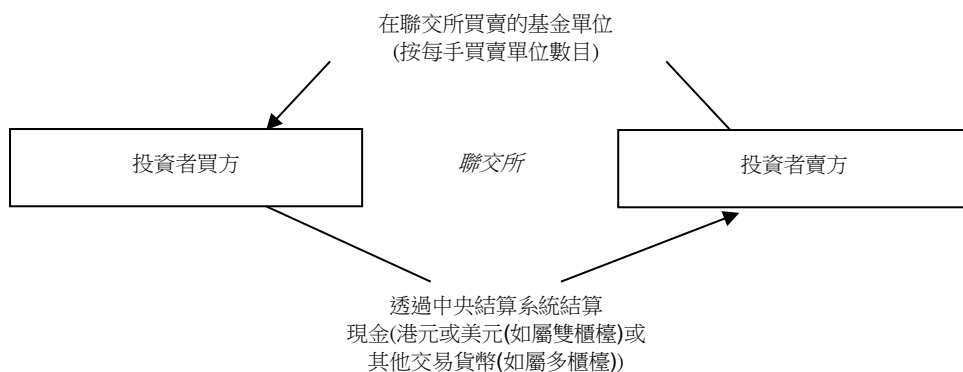 在聯交所買賣的基金單位
(按每手買賣單位數目)
投資者買方
聯交所
投資者賣方
透過中央結算系統結算
現金(港元或美元(如屬雙櫃檯)或
其他交易貨幣(如屬多櫃檯))